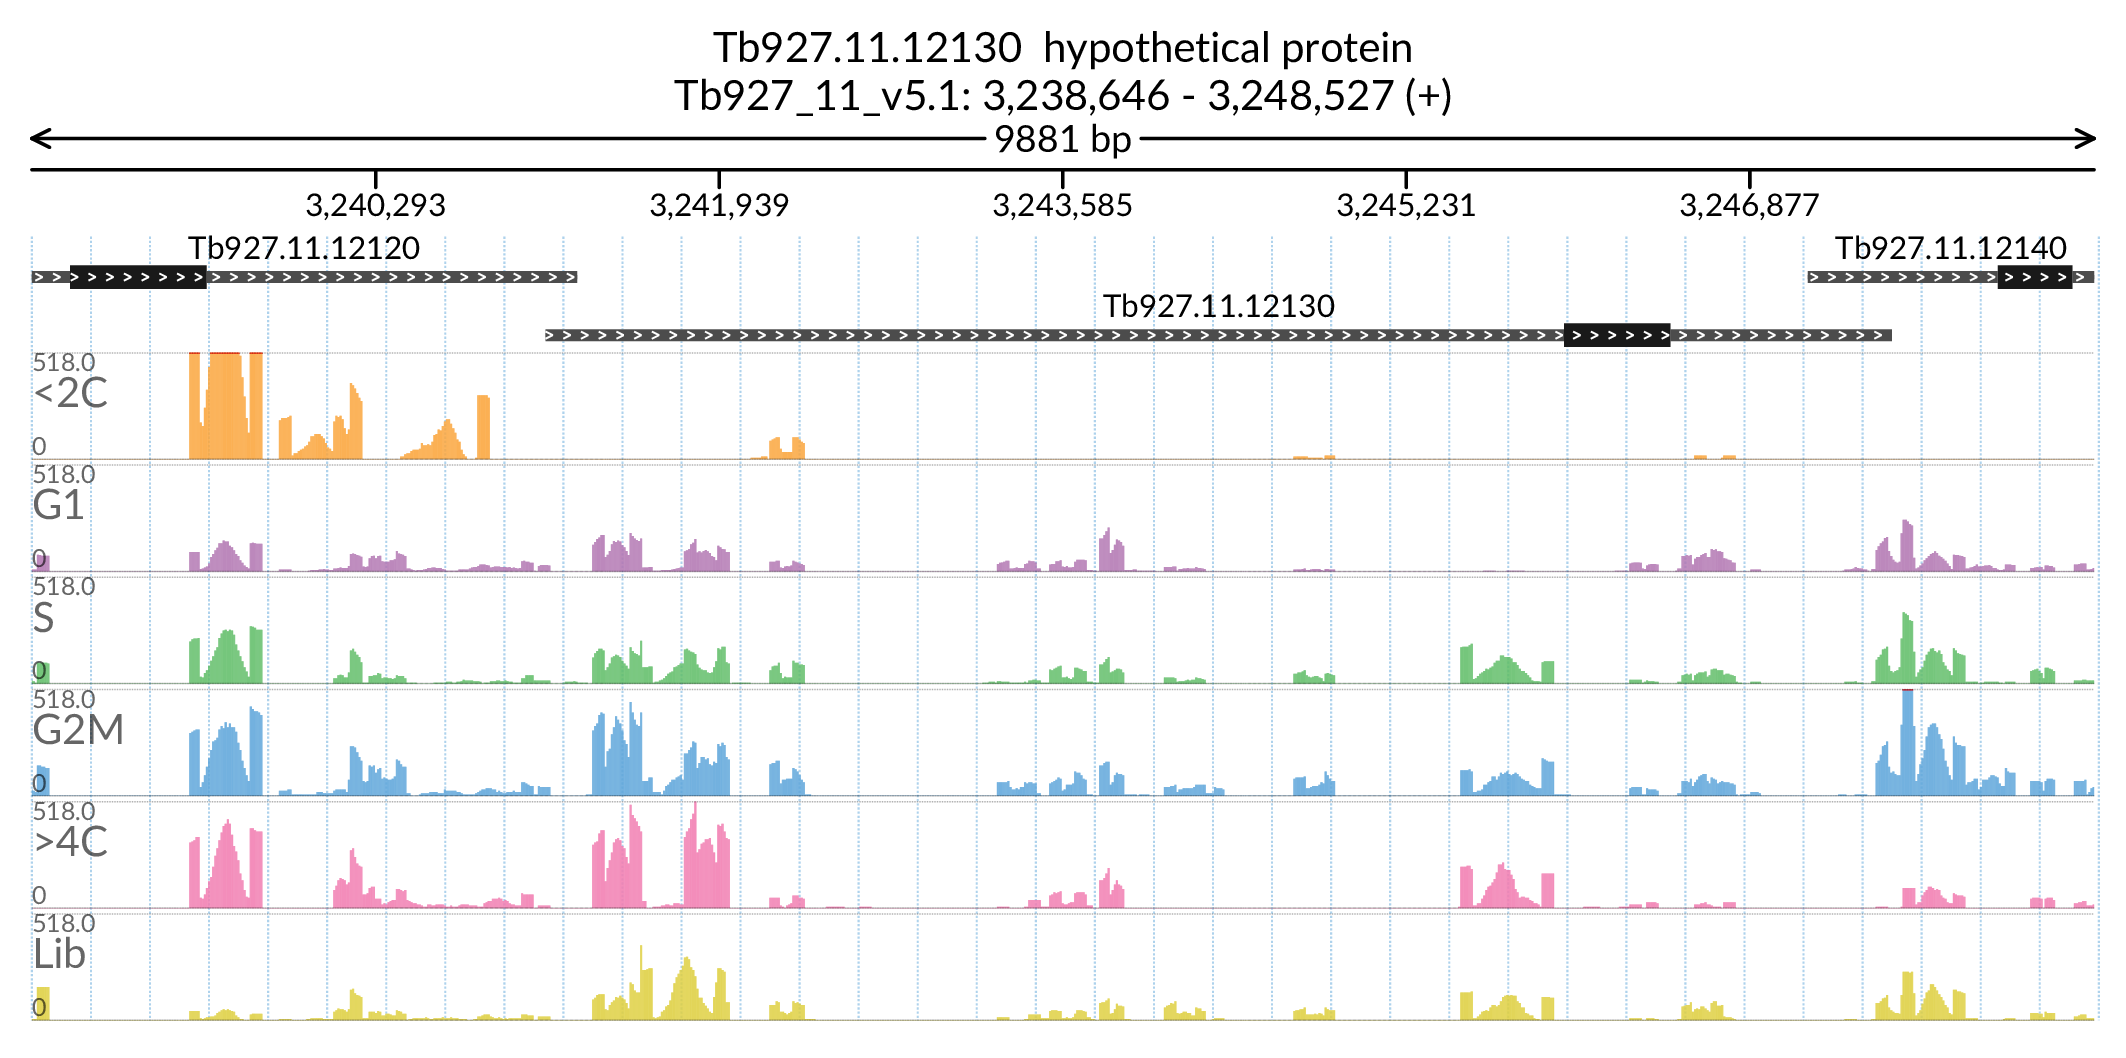 Tb927.11.12130  hypothetical protein
Tb927_11_v5.1: 3,238,646 - 3,248,527 (+)
9881 bp
3,240,293 3,241,939 3,243,585 3,245,231 3,246,877
Tb927.11.12120 Tb927.11.12140
Tb927.11.12130
518.0
<2C
0
518.0
G1
0
518.0
S
0
518.0
G2M
0
518.0
>4C
0
518.0
Lib
0